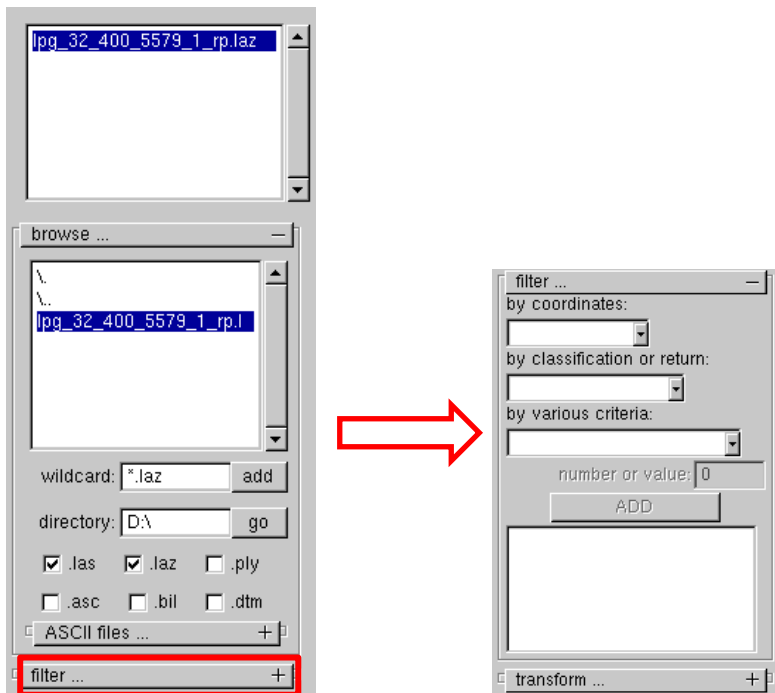 lpg_32_400_5579_1_rp.laz
browse ...
\.
\..
lpg_32_400_5579_1_rp.l
wildcard: *.laz add
directory: D:\ go
.las .laz .ply
.asc .bil .dtm
ASCII files ... +
filter ... +
filter ... −
by coordinates:
by classification or return:
by various criteria:
number or value: 0
ADD
transform ... +